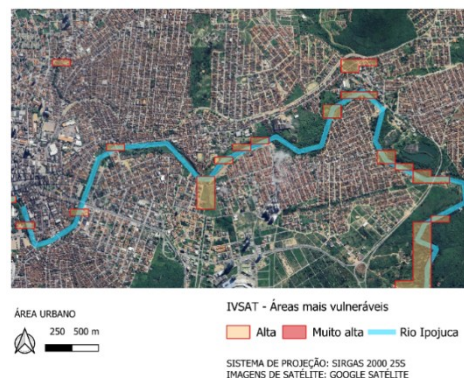 ÁREA URBANO
250 500 m
IVSAT - Áreas mais vulneráveis
Alta Muito alta Rio Ipojuca
SISTEMA DE PROJEÇÃO: SIRGAS 2000 25S
IMAGENS DE SATÉLITE: GOOGLE SATÉLITE